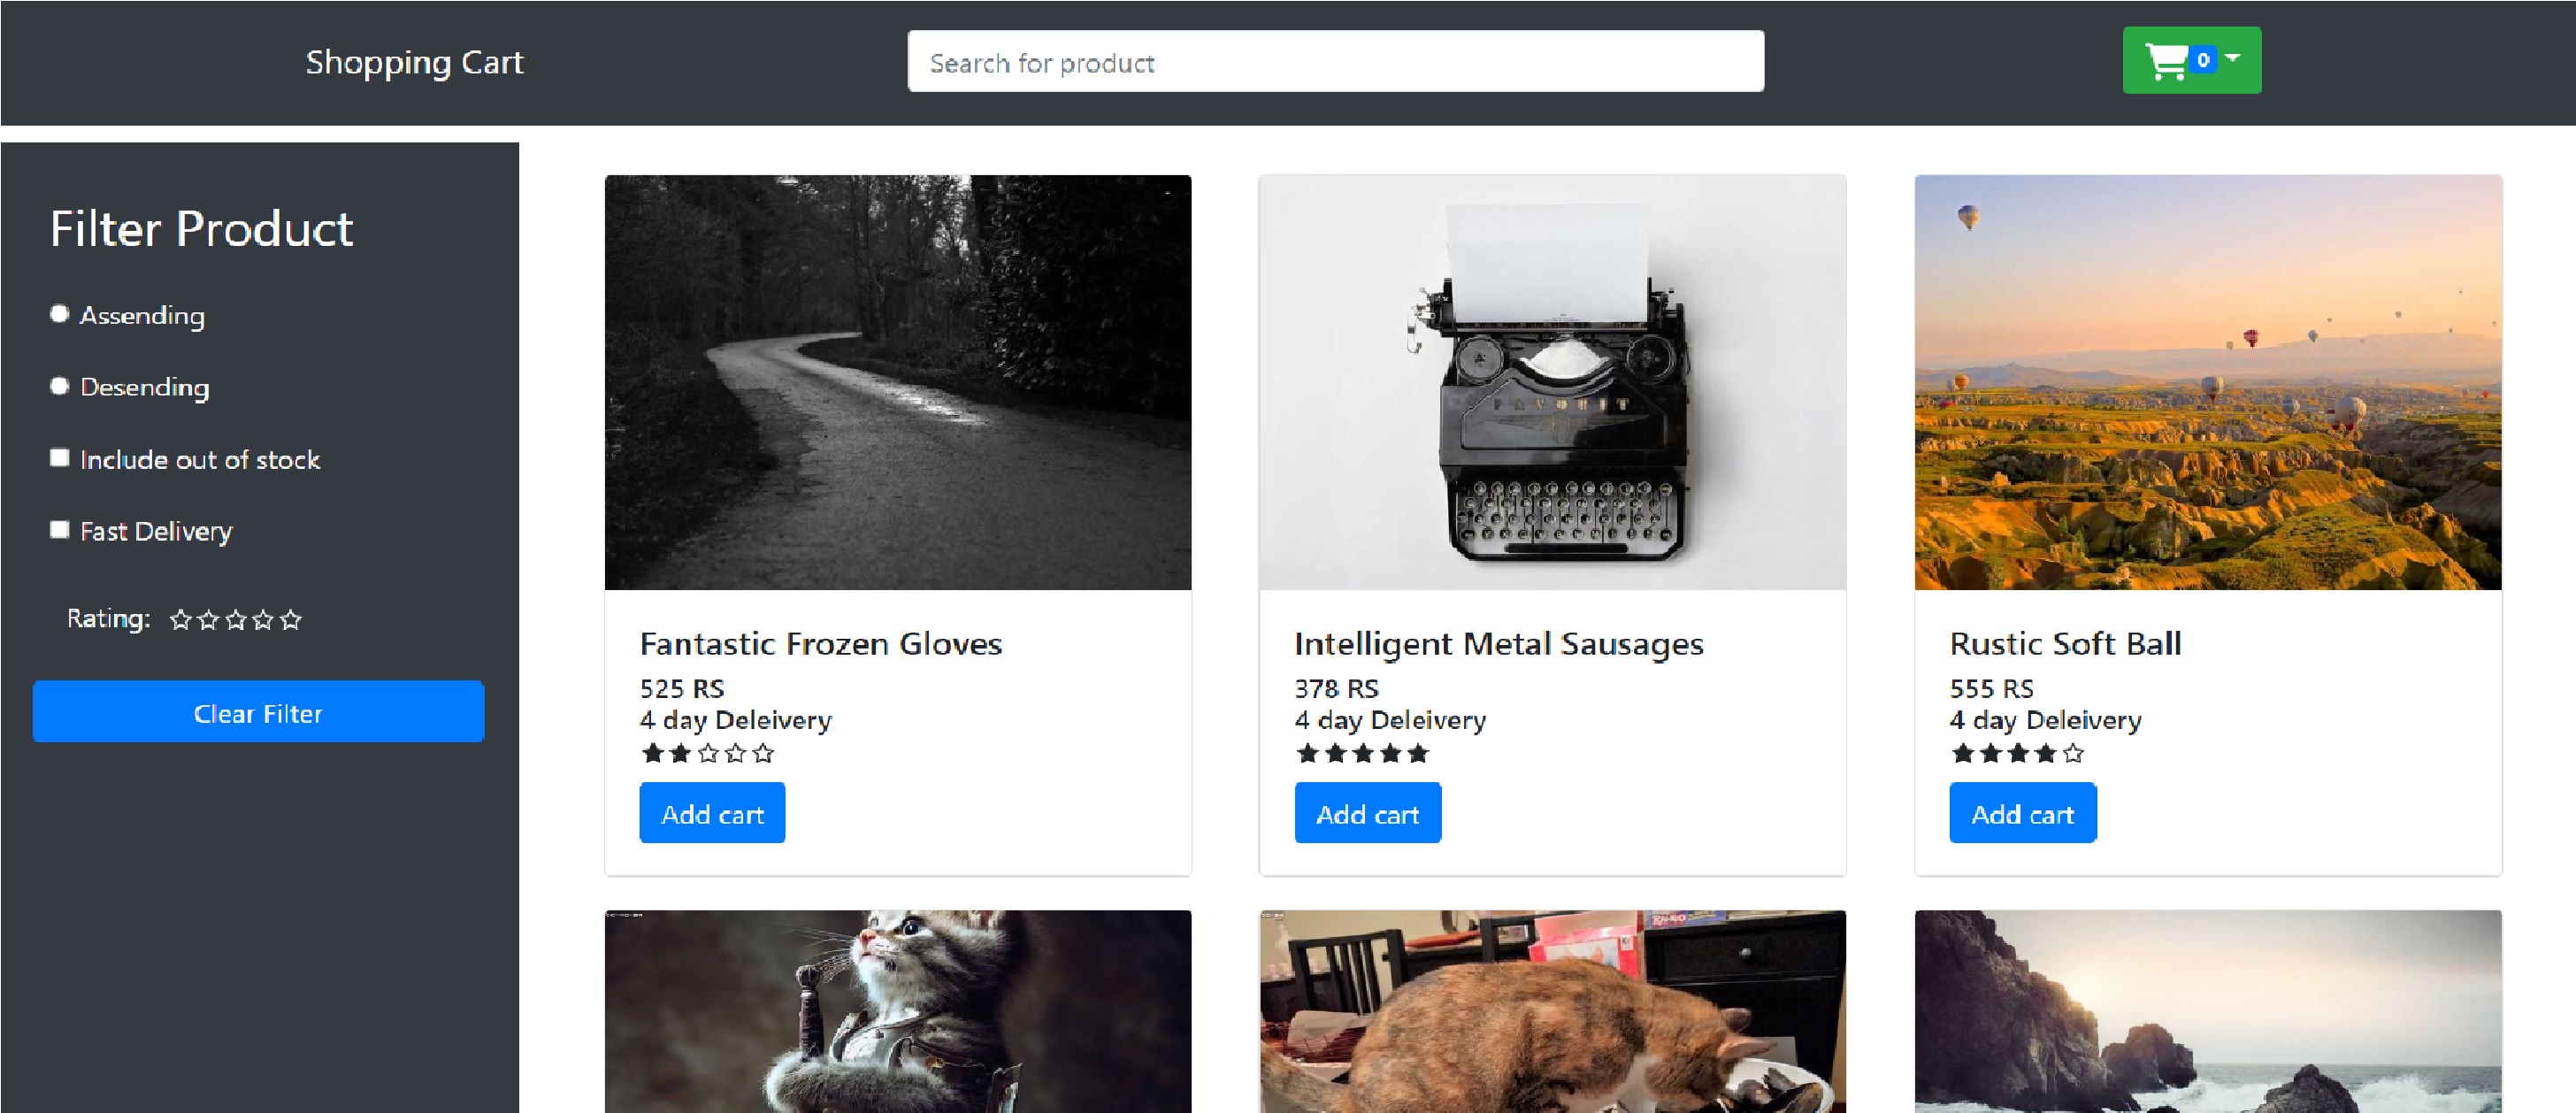 Shopping Cart
Search for product
0
Filter Product
Assending
Desending
Include out of stock
Fast Delivery
Rating:
Clear Filter
FAVORIT
Fantastic Frozen Gloves
525 RS
4 day Deleivery
Add cart
Intelligent Metal Sausages
378 RS
4 day Deleivery
Add cart
Rustic Soft Ball
555 RS
4 day Deleivery
Add cart